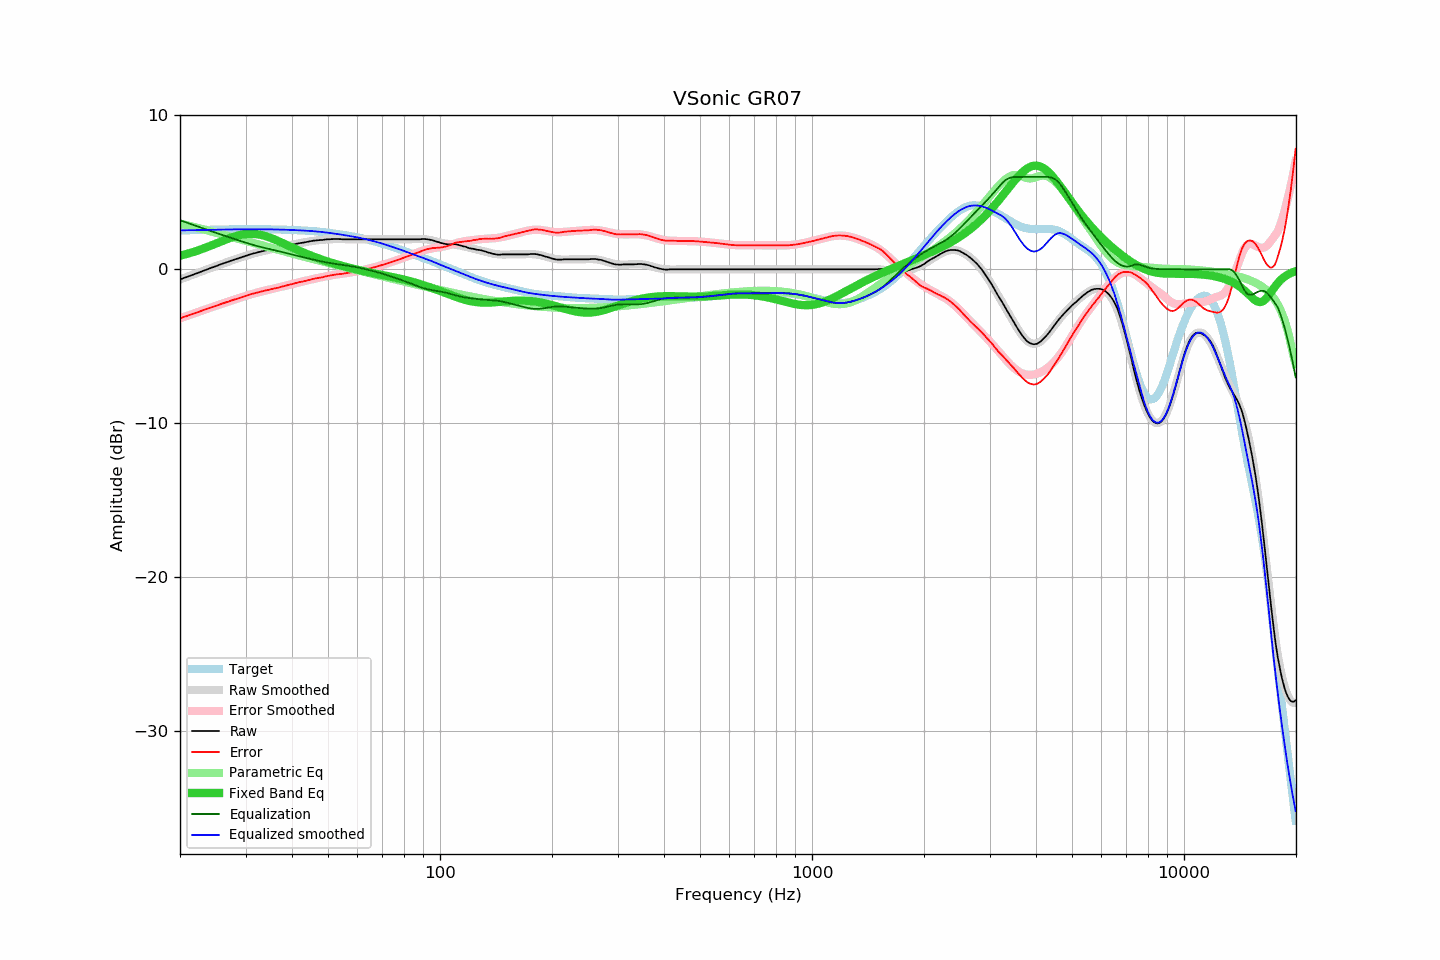 VSonic GR07
10
0
−10
−20
−30
Amplitude (dBr)
Target
Raw Smoothed
Error Smoothed
Raw
Error
Parametric Eq
Fixed Band Eq
Equalization
Equalized smoothed
100
1000
10000
Frequency (Hz)